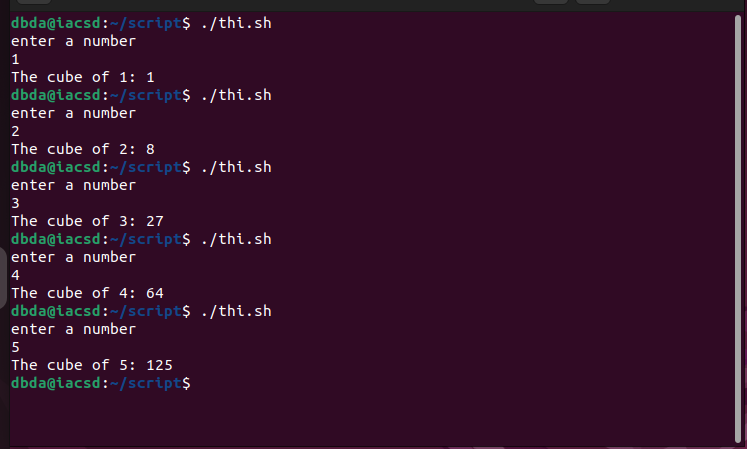 dbda@iacsd:~/script$ ./thi.sh
enter a number
1
The cube of 1: 1
dbda@iacsd:~/script$ ./thi.sh
enter a number
2
The cube of 2: 8
dbda@iacsd:~/script$ ./thi.sh
enter a number
3
The cube of 3: 27
dbda@iacsd:~/script$ ./thi.sh
enter a number
4
The cube of 4: 64
dbda@iacsd:~/script$ ./thi.sh
enter a number
5
The cube of 5: 125
dbda@iacsd:~/script$